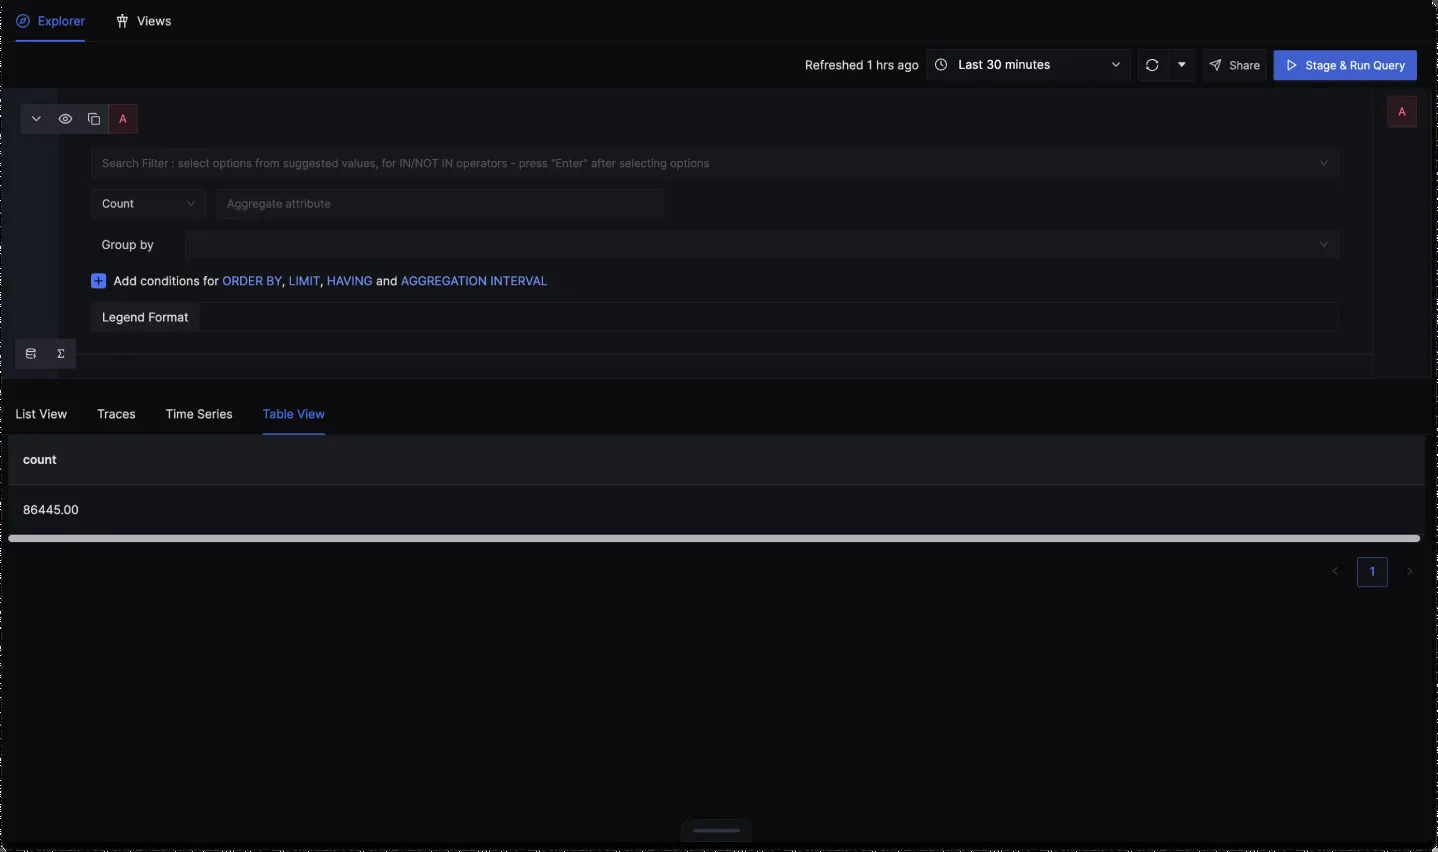 Explorer Views
Refreshed 1 hrs ago Last 30 minutes Share Stage & Run Query
A A
Search Filter : select options from suggested values, for IN/NOT IN operators - press "Enter" after selecting options
Count Aggregate attribute
Group by
Add conditions for ORDER BY, LIMIT, HAVING and AGGREGATION INTERVAL
Legend Format
Σ
List View Traces Time Series Table View
count
86445.00
< 1 >